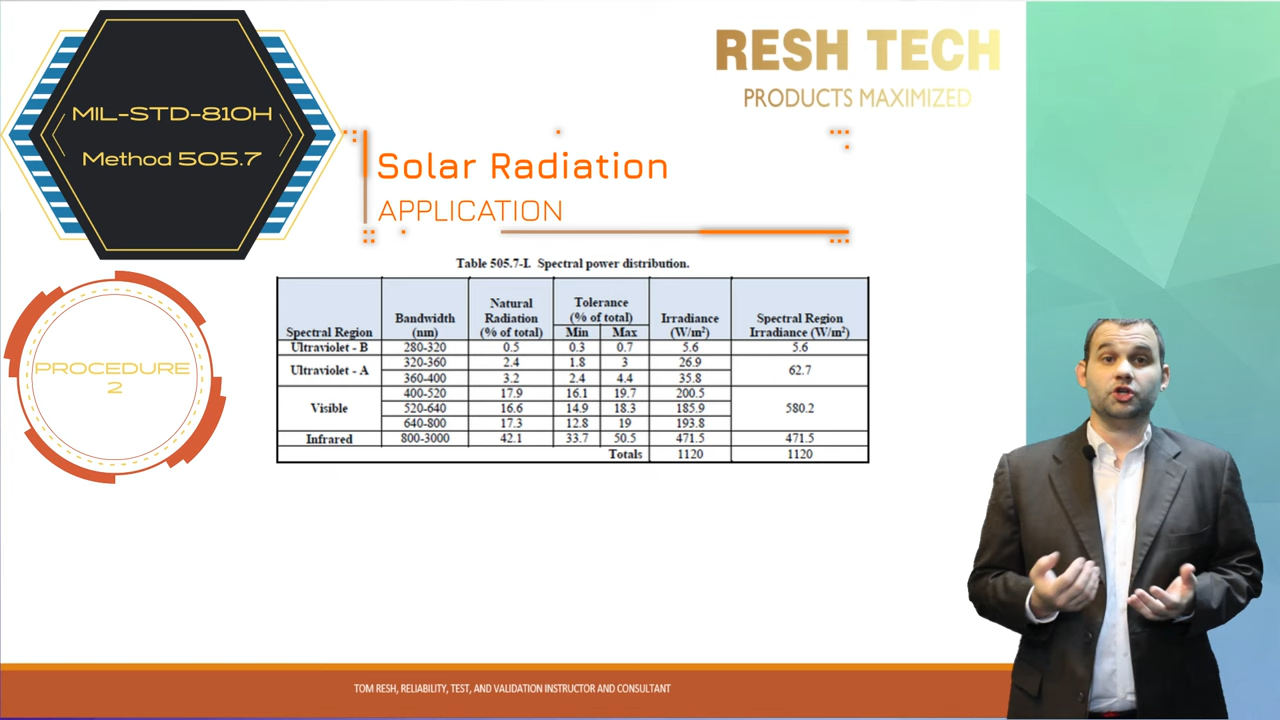 MIL-STD-810H
Method 505.7
RESH TECH
PRODUCTS MAXIMIZED
Solar Radiation
APPLICATION
PROCEDURE
2
Table 505.7-I. Spectral power distribution.
Spectral Region Bandwidth (nm) Natural Radiation (% of total) Tolerance (% of total) Min Max Irradiance (W/m²) Spectral Region Irradiance (W/m²)
Ultraviolet - B 280-320 0.5 0.3 0.7 5.6 5.6
Ultraviolet - A 320-360 2.4 1.8 3 26.9 62.7
360-400 3.2 2.4 4.4 35.8
Visible 400-520 17.9 16.1 19.7 200.5 580.2
520-640 16.6 14.9 18.3 185.9
640-800 17.3 12.8 19 193.8
Infrared 800-3000 42.1 33.7 50.5 471.5 471.5
Totals 1120 1120
TOM RESH, RELIABILITY, TEST, AND VALIDATION INSTRUCTOR AND CONSULTANT